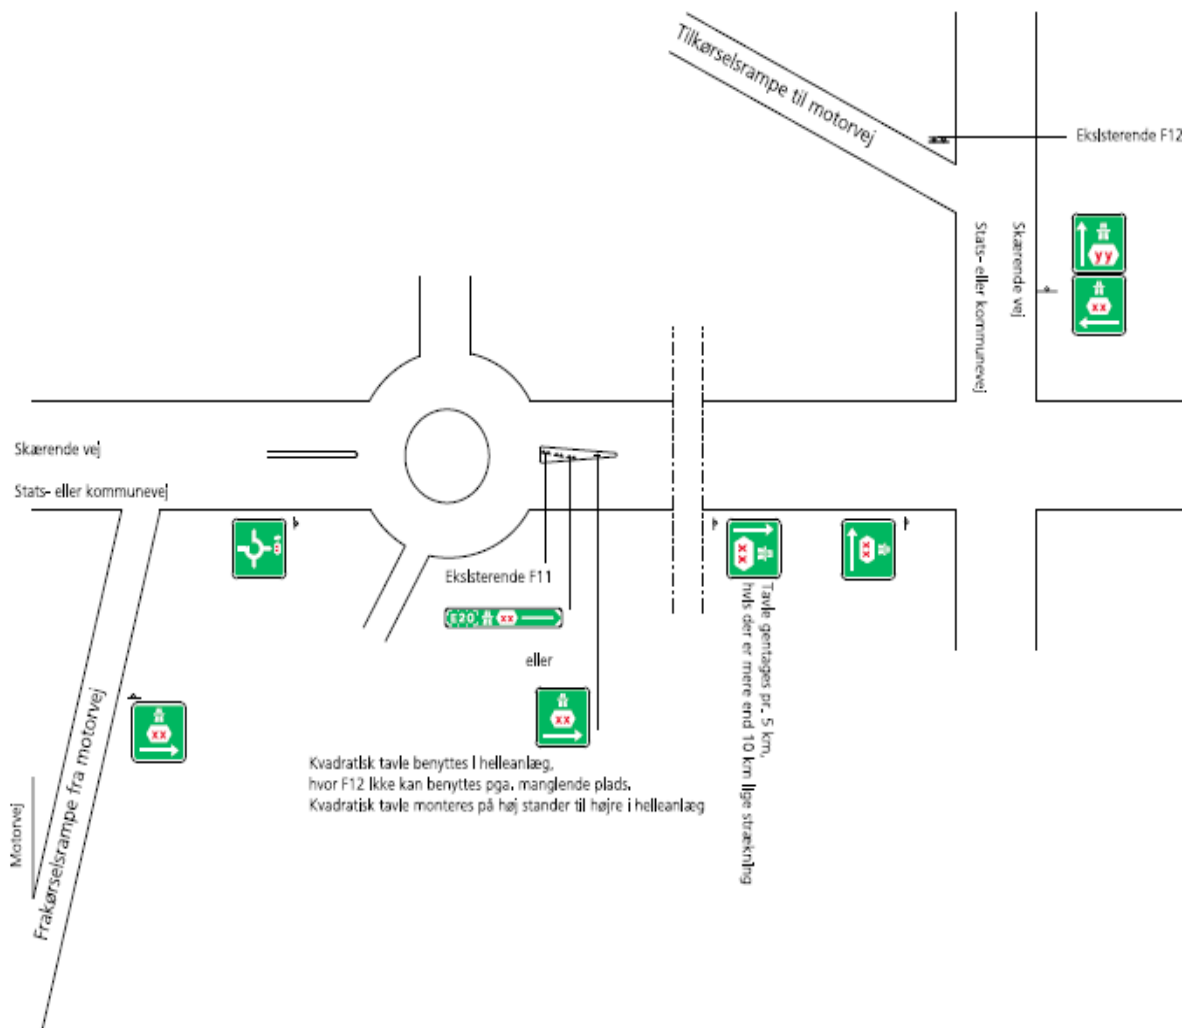 Tilkørselsrampe til motorvej
Eksisterende F12
yy
xx
Skærende vej
Stats- eller kommunevej
Skærende vej
Stats- eller kommunevej
Eksisterende F11
E20 xx
eller
xx
xx
xx
Tavle gentages pr. 5 km,
hvis der er mere end 10 km lige strækning
xx
Kvadratisk tavle benyttes i helleanlæg,
hvor F12 ikke kan benyttes pga. manglende plads.
Kvadratisk tavle monteres på høj stander til højre i helleanlæg
Motorvej
Frakørselsrampe fra motorvej